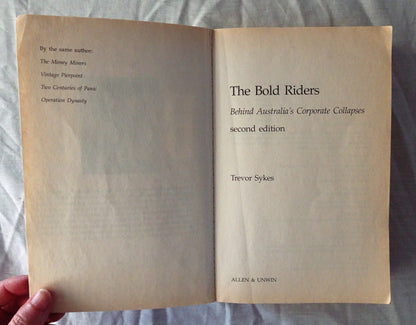 By the same author:
The Money Miners
Vintage Pierpont
Two Centuries of Panic
Operation Dynasty
The Bold Riders
Behind Australia's Corporate Collapses
second edition
Trevor Sykes
ALLEN & UNWIN